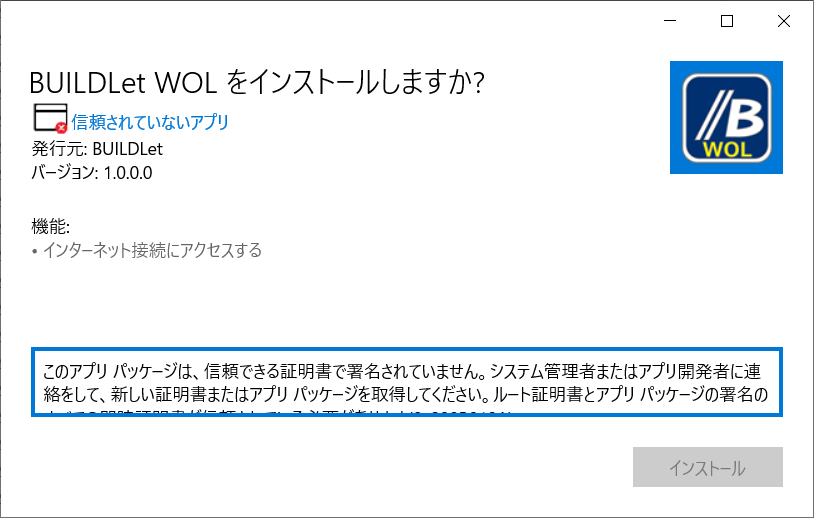 BUILDLet WOL をインストールしますか?
信頼されていないアプリ
発行元: BUILDLet
バージョン: 1.0.0.0
B
WOL
機能:
• インターネット接続にアクセスする
このアプリ パッケージは、信頼できる証明書で署名されていません。システム管理者またはアプリ開発者に連
絡をして、新しい証明書またはアプリ パッケージを取得してください。ルート証明書とアプリ パッケージの署名の
インストール